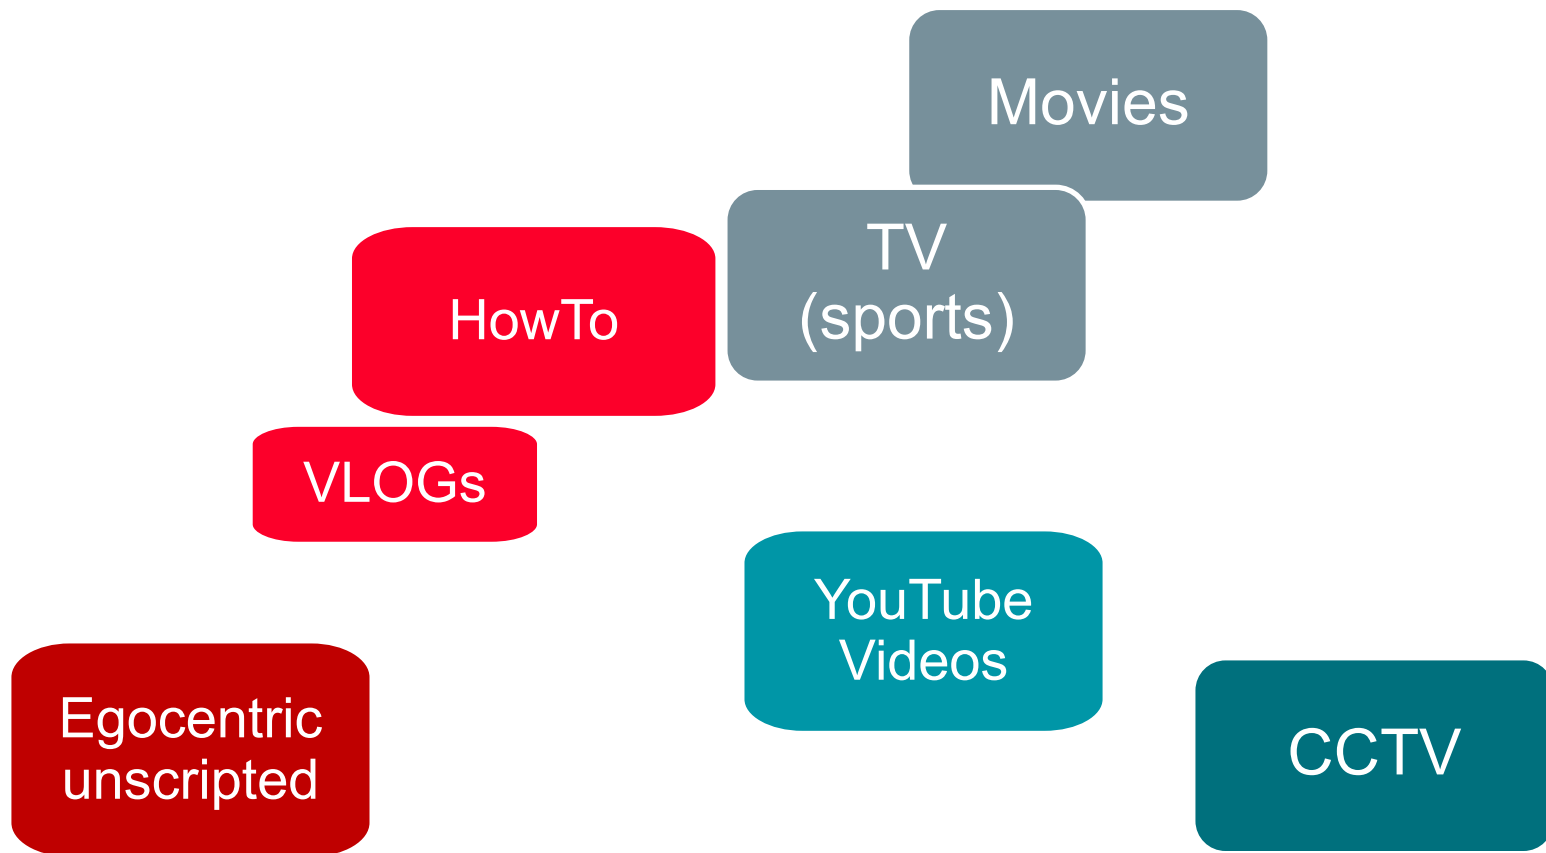 Movies
TV
(sports)
HowTo
VLOGs
YouTube
Videos
Egocentric
unscripted
CCTV